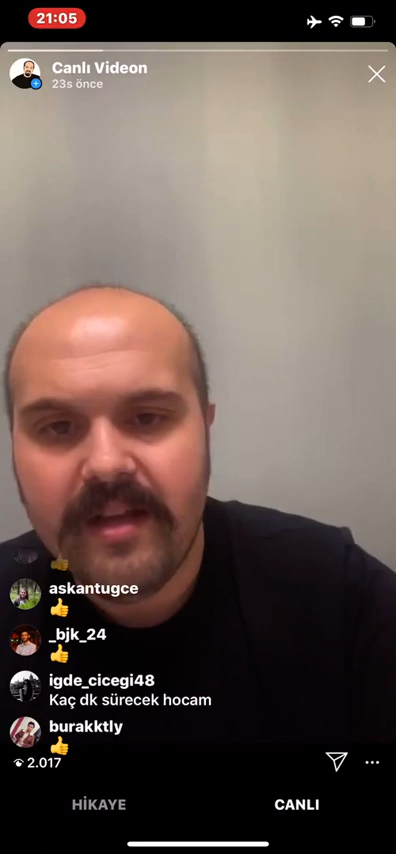 21:05
Canlı Videon
23s önce
askantugce
👍
_bjk_24
👍
igde_cicegi48
Kaç dk sürecek hocam
burakktly
👍
2.017
HİKAYE
CANLI